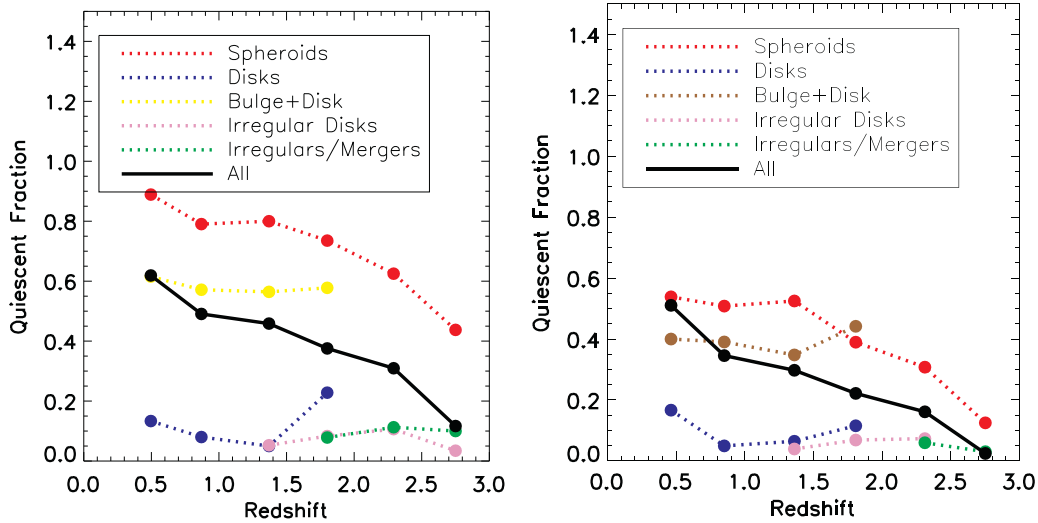 1.4
1.2
1.0
0.8
0.6
0.4
0.2
0.0
Quiescent Fraction
Spheroids
Disks
Bulge+Disk
Irregular Disks
Irregulars/Mergers
All
0.0 0.5 1.0 1.5 2.0 2.5 3.0
Redshift
1.4
1.2
1.0
0.8
0.6
0.4
0.2
0.0
Quiescent Fraction
Spheroids
Disks
Bulge+Disk
Irregular Disks
Irregulars/Mergers
All
0.0 0.5 1.0 1.5 2.0 2.5 3.0
Redshift